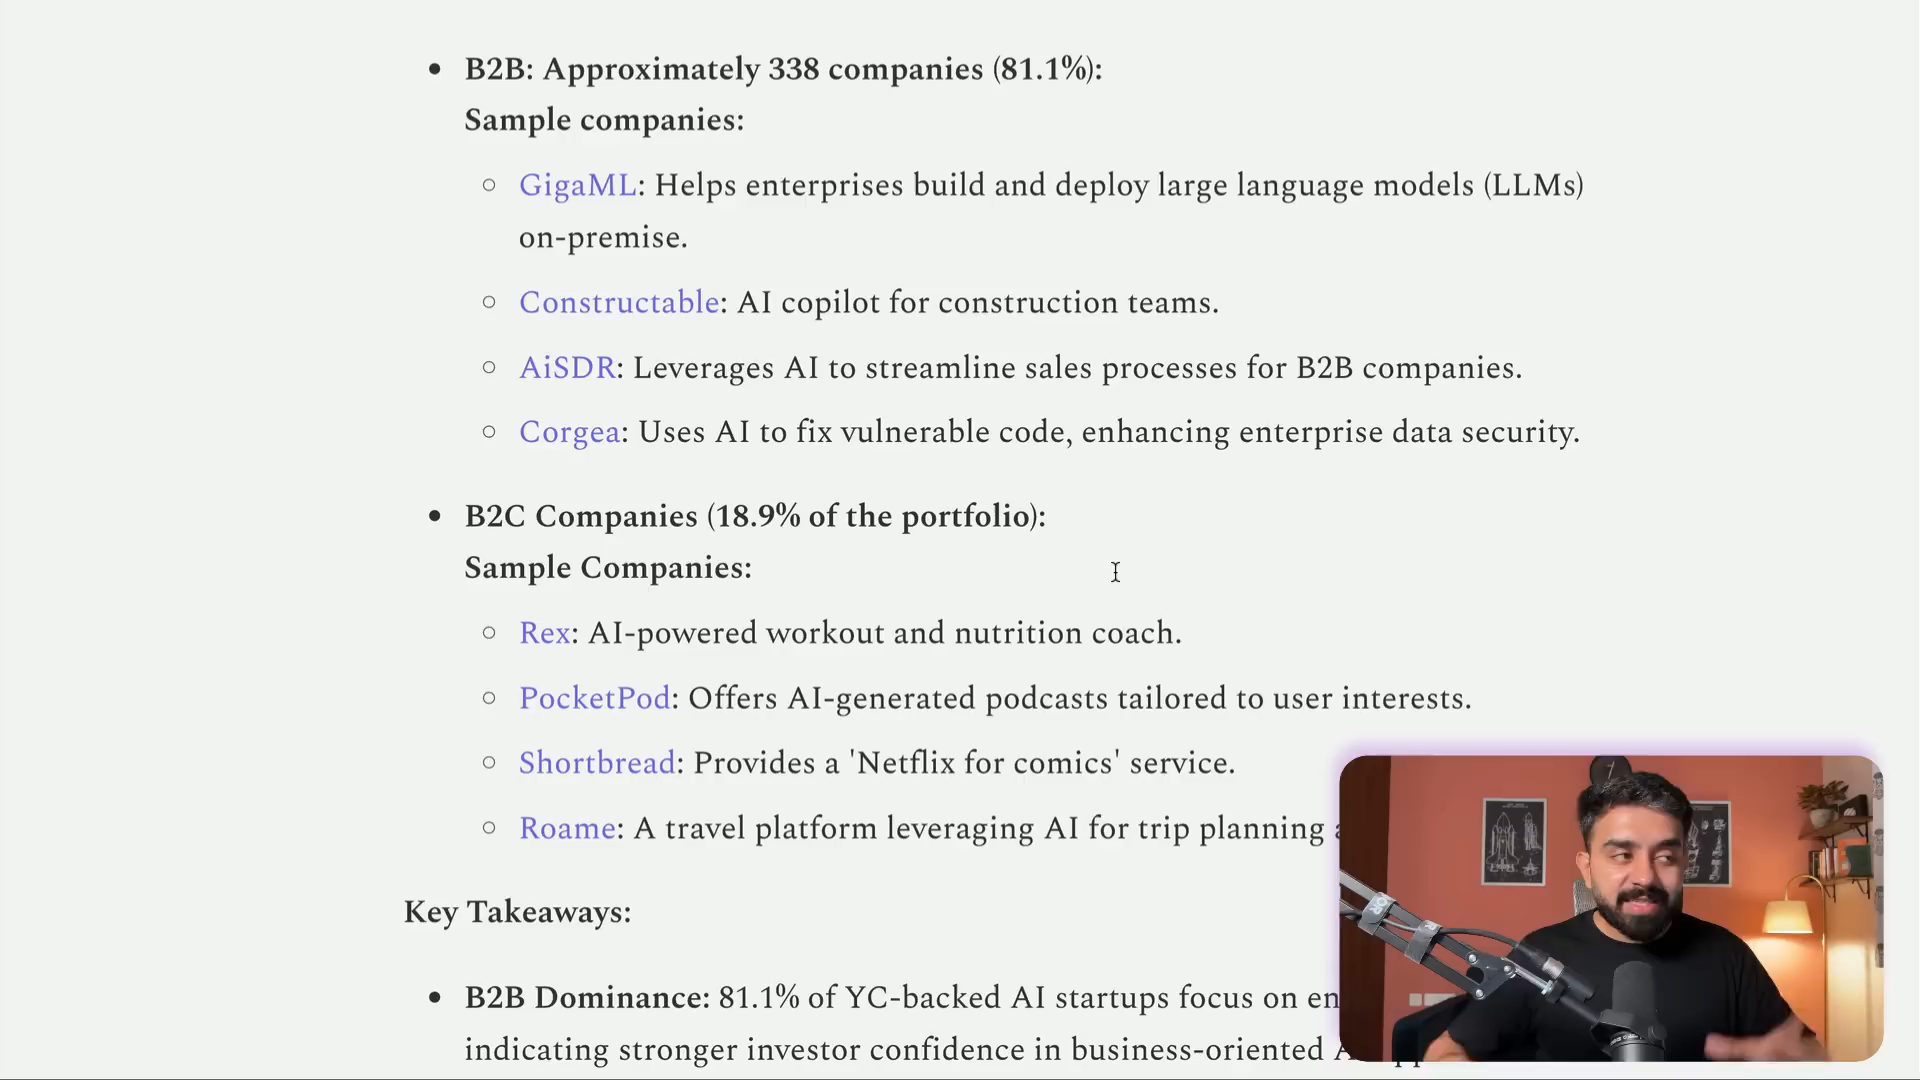 B2B: Approximately 338 companies (81.1%):
Sample companies:
GigaML: Helps enterprises build and deploy large language models (LLMs)
on-premise.
Constructable: AI copilot for construction teams.
AiSDR: Leverages AI to streamline sales processes for B2B companies.
Corgea: Uses AI to fix vulnerable code, enhancing enterprise data security.
B2C Companies (18.9% of the portfolio):
Sample Companies:
Rex: AI-powered workout and nutrition coach.
PocketPod: Offers AI-generated podcasts tailored to user interests.
Shortbread: Provides a 'Netflix for comics' service.
Roame: A travel platform leveraging AI for trip planning
Key Takeaways:
B2B Dominance: 81.1% of YC-backed AI startups focus on en
indicating stronger investor confidence in business-oriented